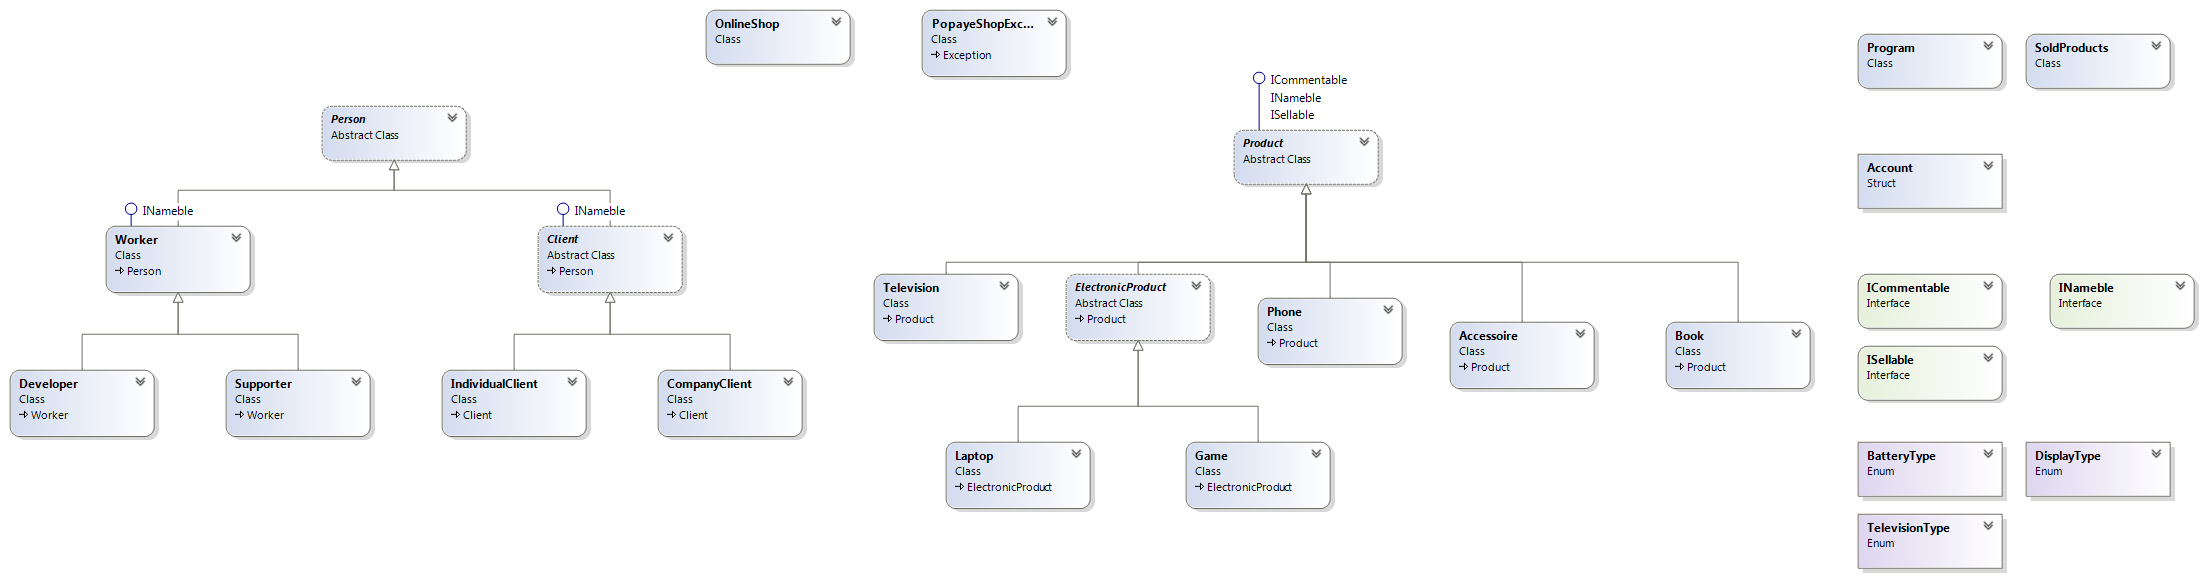 OnlineShop
Class
PopayeShopExc...
Class
Exception
Program
Class
SoldProducts
Class
ICommentable
INameble
ISellable
Person
Abstract Class
Product
Abstract Class
Account
Struct
INameble
Worker
Class
Person
INameble
Client
Abstract Class
Person
Television
Class
Product
ElectronicProduct
Abstract Class
Product
Phone
Class
Product
Accessoire
Class
Product
Book
Class
Product
ICommentable
Interface
INameble
Interface
ISellable
Interface
Developer
Class
Worker
Supporter
Class
Worker
IndividualClient
Class
Client
CompanyClient
Class
Client
Laptop
Class
ElectronicProduct
Game
Class
ElectronicProduct
BatteryType
Enum
DisplayType
Enum
TelevisionType
Enum